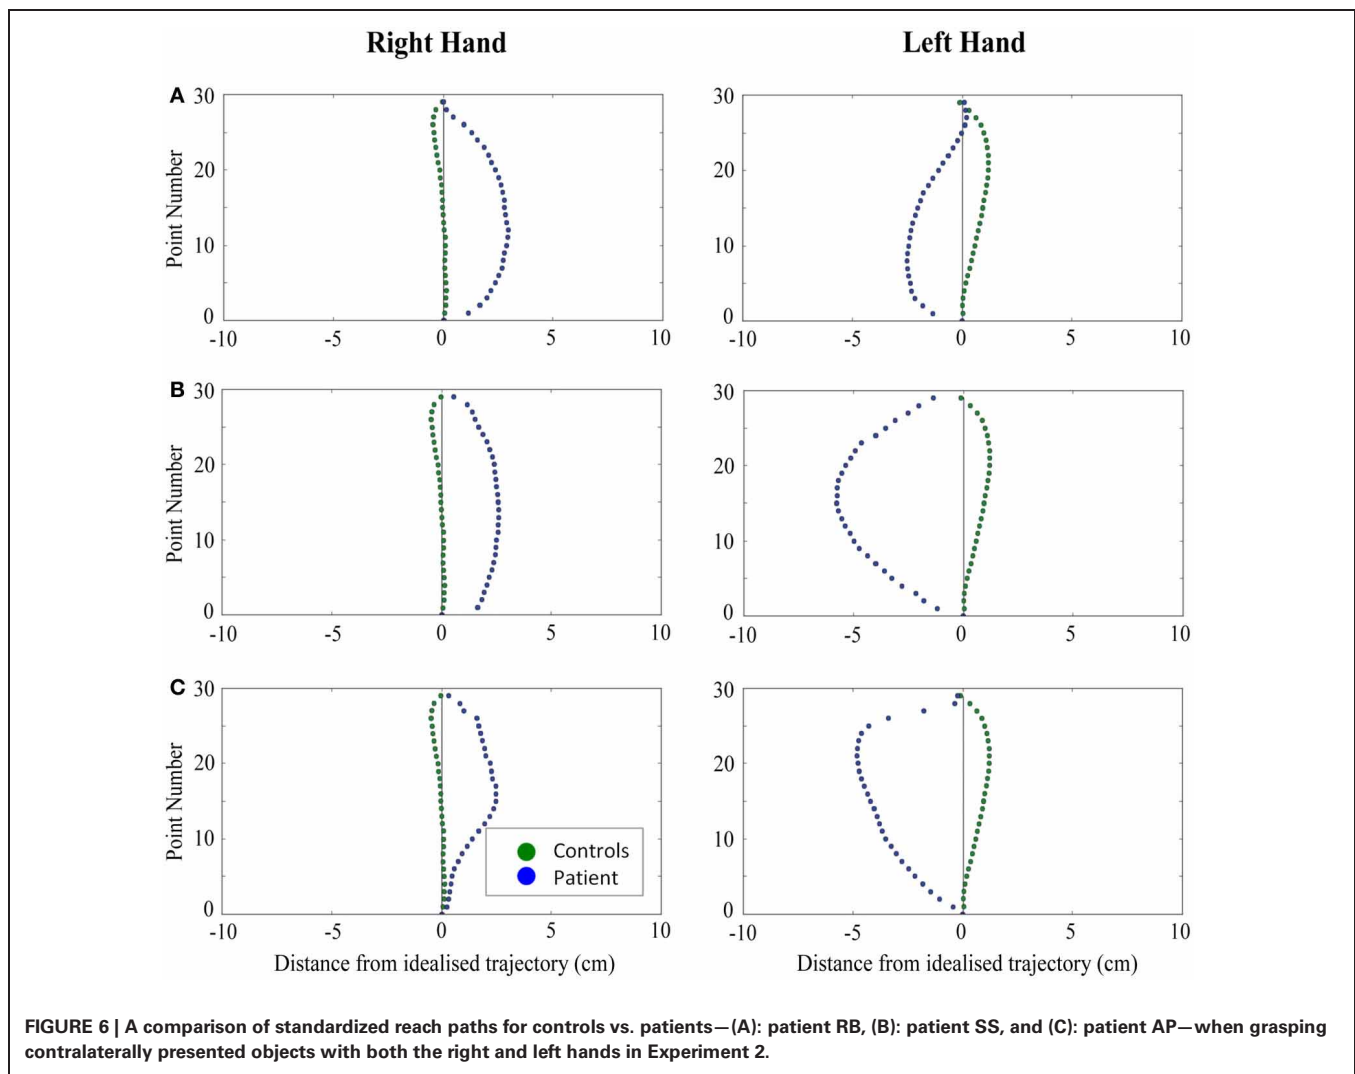 Right Hand
Left Hand
A
30
20
10
0
Point Number
-10 -5 0 5 10
30
20
10
0
-10 -5 0 5 10
B
30
20
10
0
Point Number
-10 -5 0 5 10
30
20
10
0
-10 -5 0 5 10
C
30
20
10
0
Point Number
Controls
Patient
-10 -5 0 5 10
Distance from idealised trajectory (cm)
30
20
10
0
-10 -5 0 5 10
Distance from idealised trajectory (cm)
FIGURE 6 | A comparison of standardized reach paths for controls vs. patients—(A): patient RB, (B): patient SS, and (C): patient AP—when grasping
contralaterally presented objects with both the right and left hands in Experiment 2.